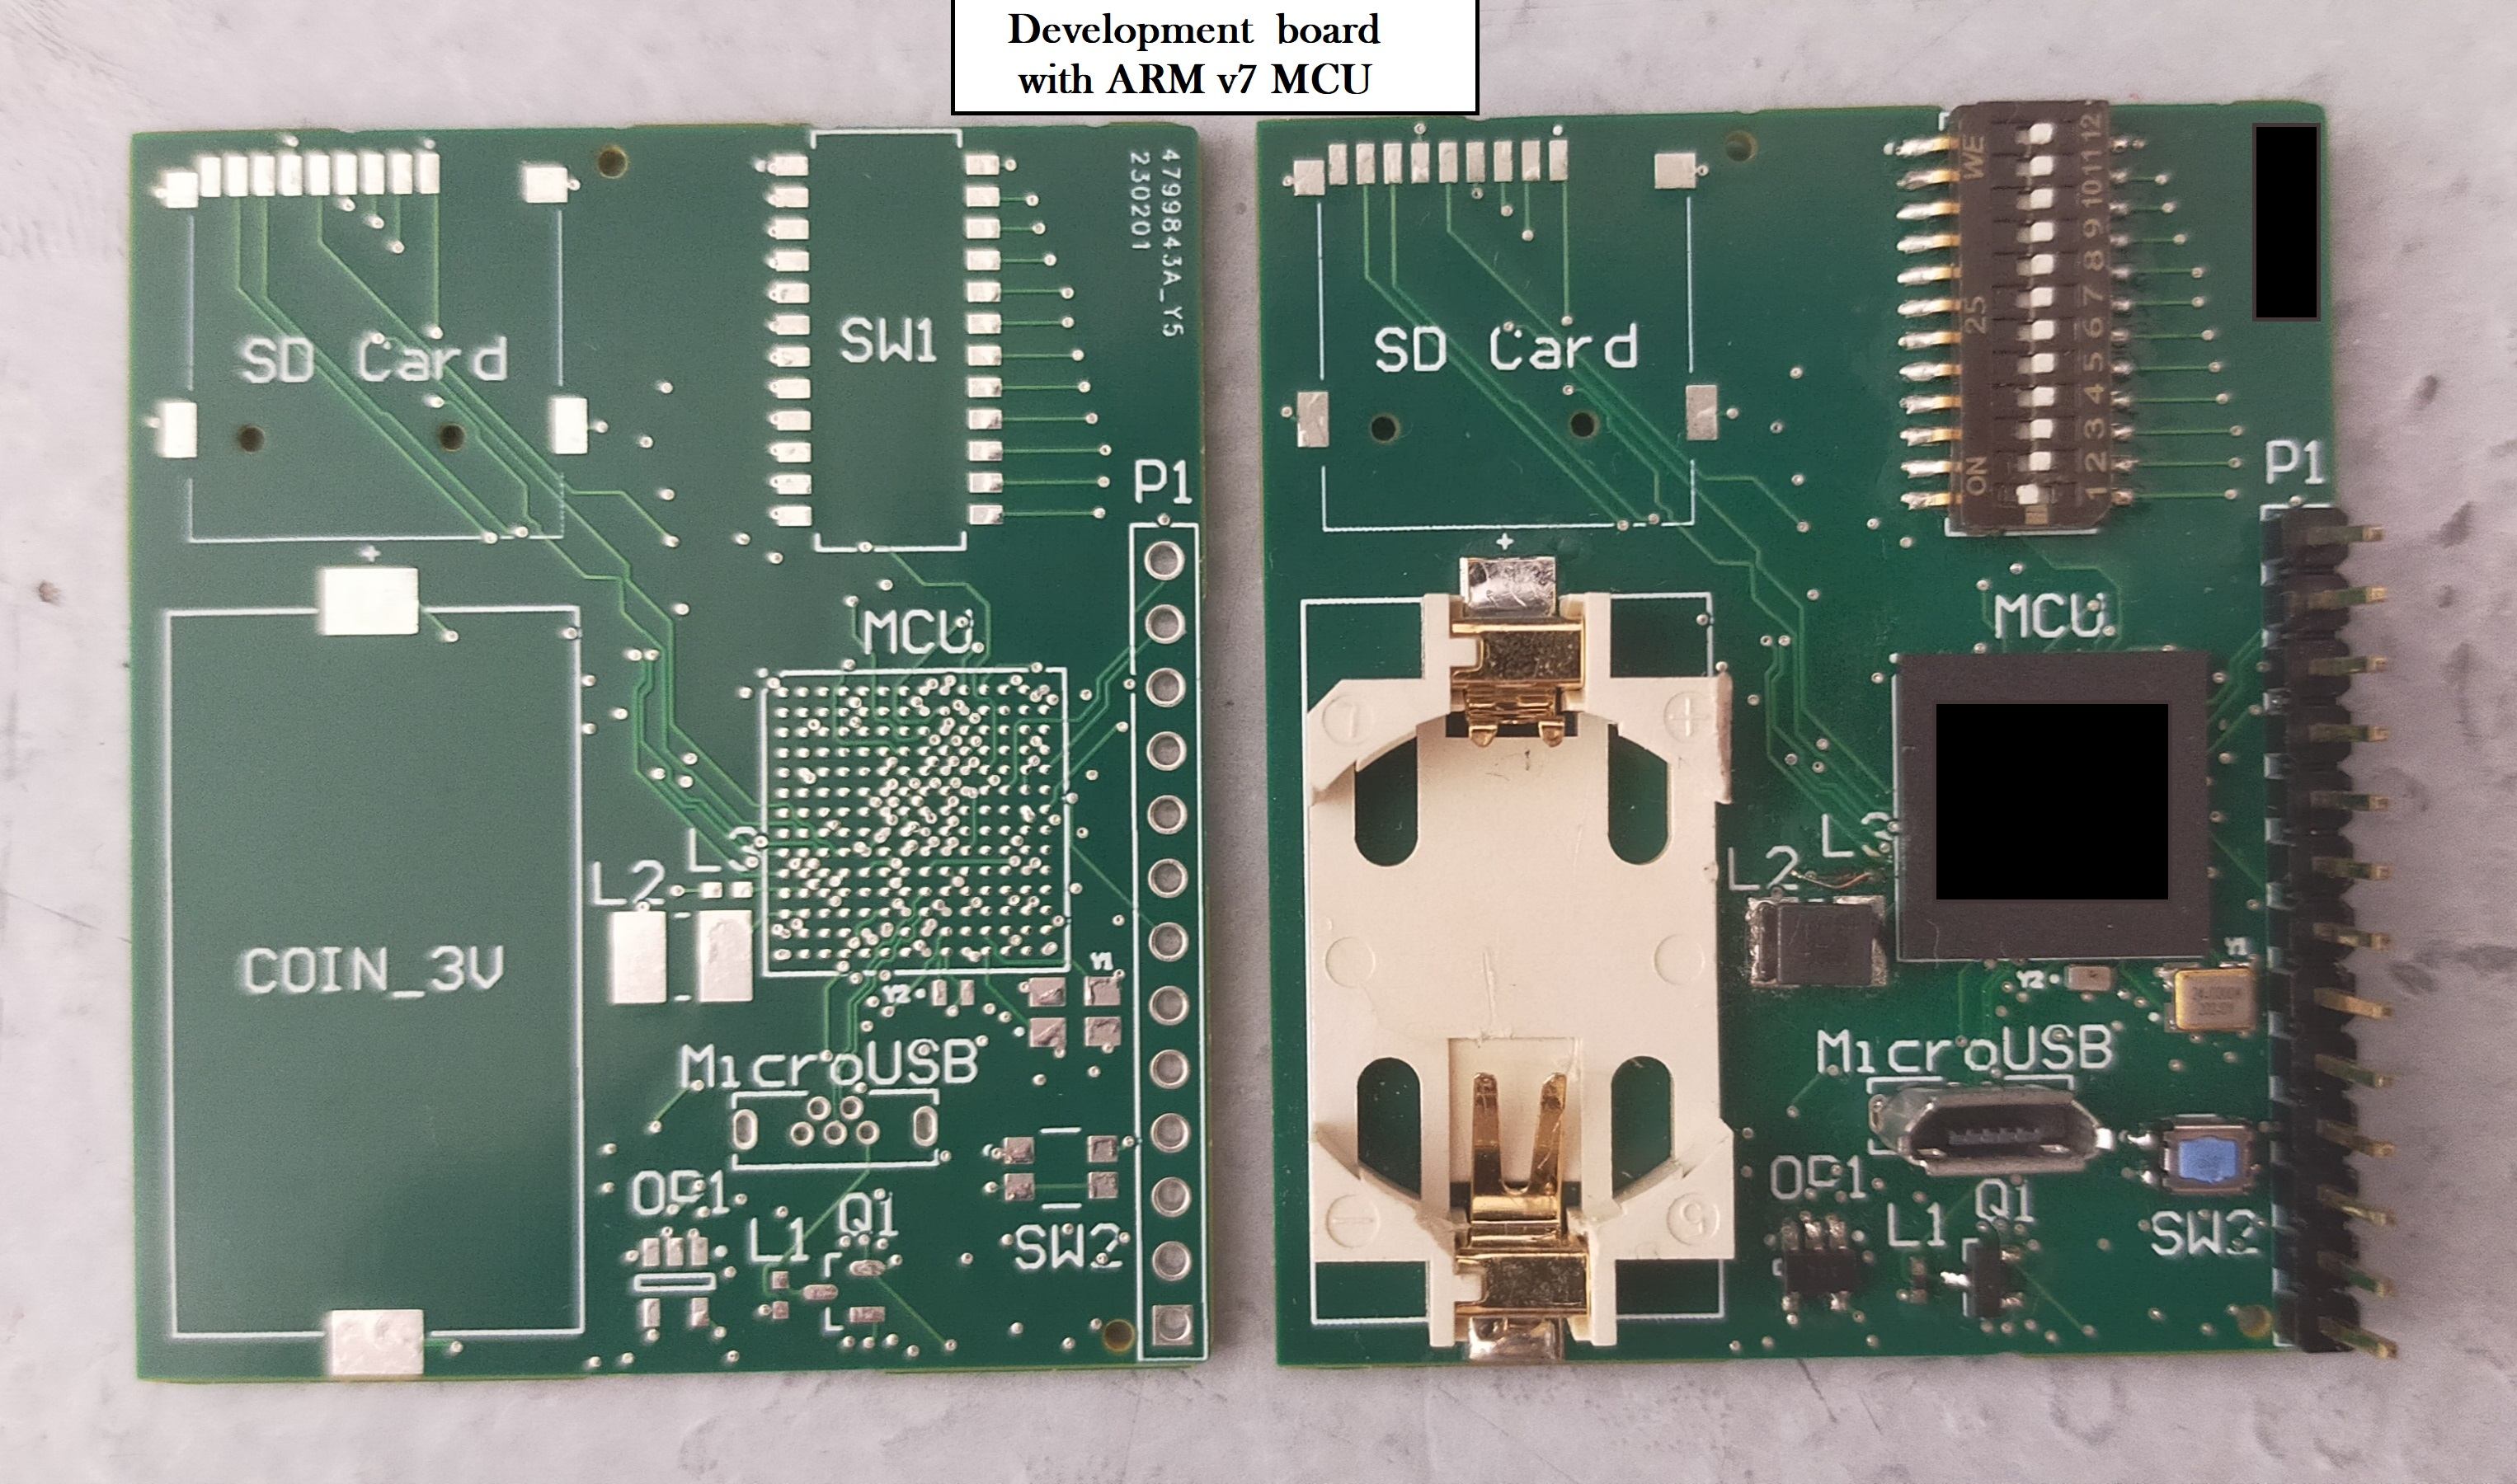 Development board
with ARM v7 MCU
4799843A_Y5
230201
SD Card
SW1
P1
+
MCU
L3
L2
COIN_3V
Y2
Y1
MicroUSB
OP1
L1
Q1
SW2
SD Card
WE
25
ON
1 2 3 4 5 6 7 8 9 10 11 12
P1
+
MCU
L3
L2
Y2
Y1
MicroUSB
OP1
L1
Q1
SW2